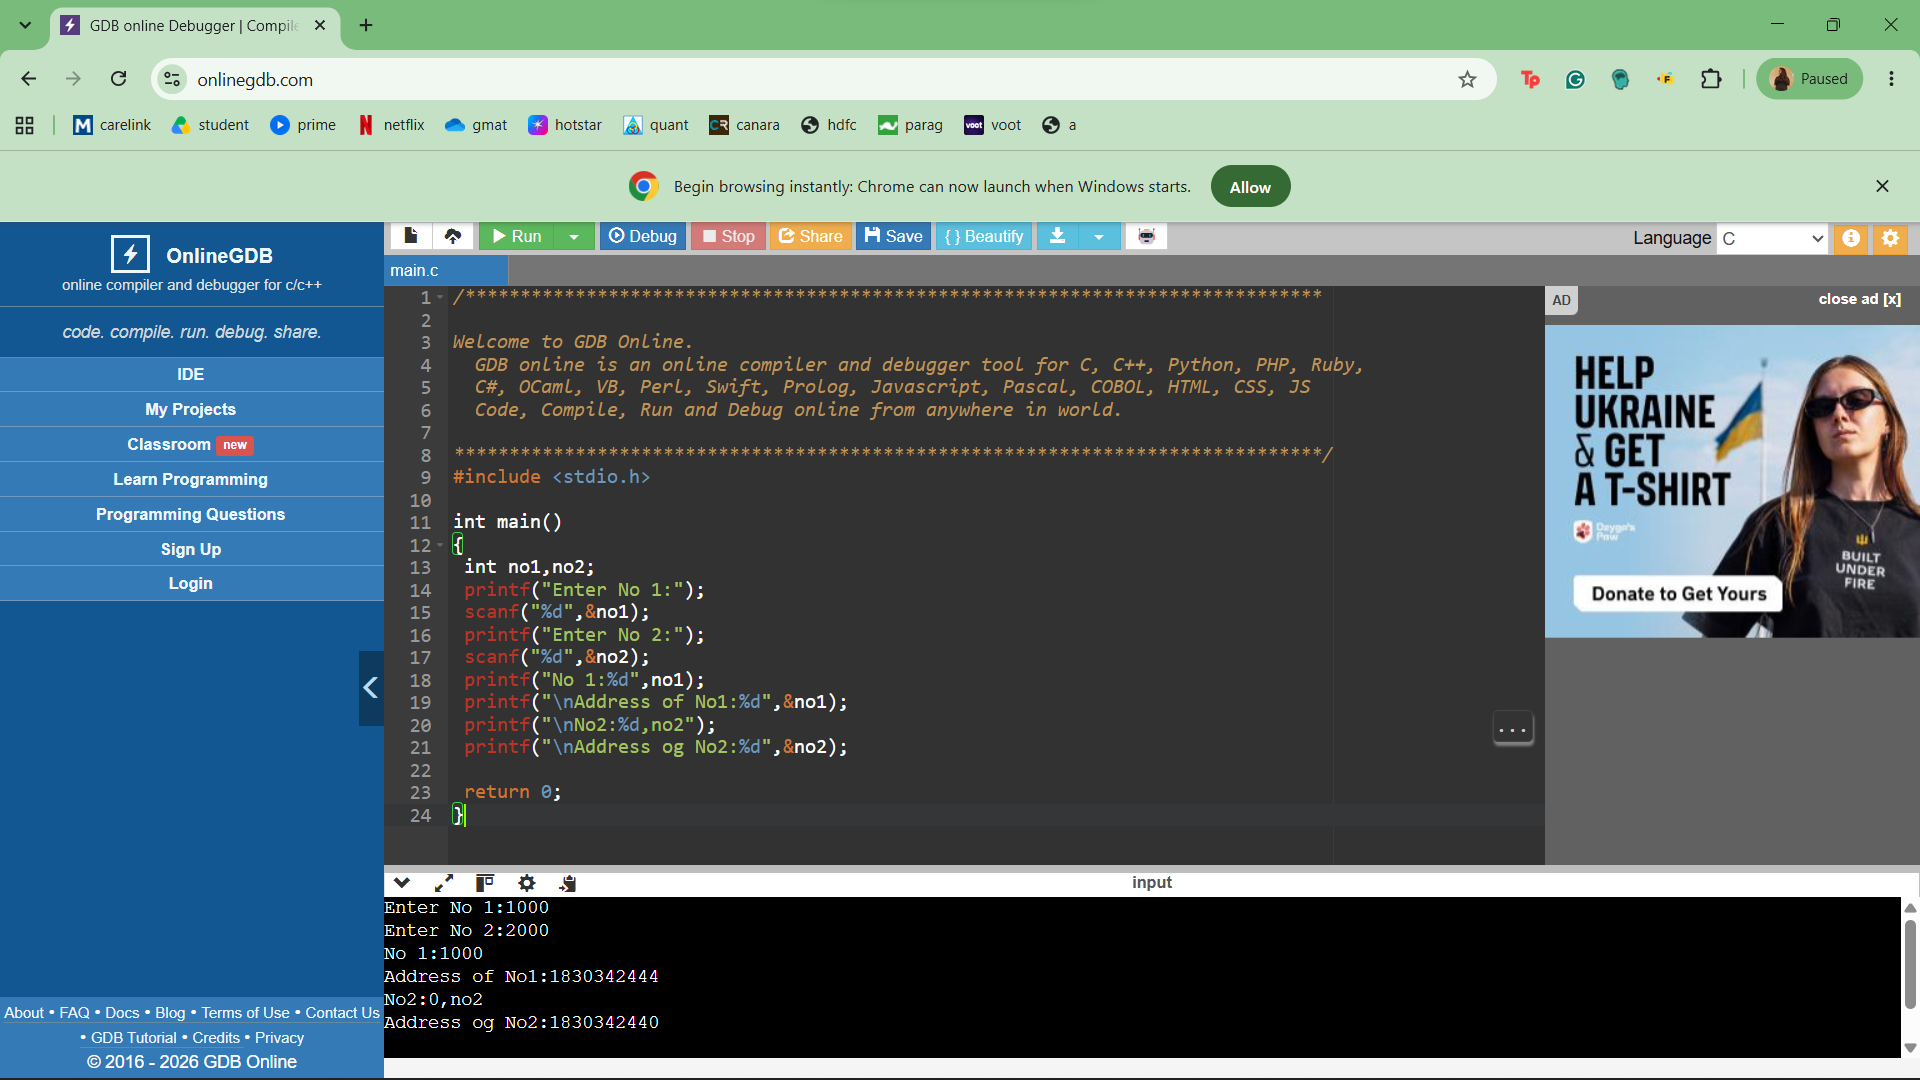 GDB online Debugger | Compile
onlinegdb.com
Paused
carelink student prime netflix gmat hotstar quant canara hdfc parag voot a
Begin browsing instantly: Chrome can now launch when Windows starts. Allow
OnlineGDB
online compiler and debugger for c/c++
code. compile. run. debug. share.
IDE
My Projects
Classroom new
Learn Programming
Programming Questions
Sign Up
Login
About • FAQ • Docs • Blog • Terms of Use • Contact Us
• GDB Tutorial • Credits • Privacy
© 2016 - 2026 GDB Online
Run Debug Stop Share Save { } Beautify Language C
main.c
1 /******************************************************************************
2
3 Welcome to GDB Online.
4 GDB online is an online compiler and debugger tool for C, C++, Python, PHP, Ruby,
5 C#, OCaml, VB, Perl, Swift, Prolog, Javascript, Pascal, COBOL, HTML, CSS, JS
6 Code, Compile, Run and Debug online from anywhere in world.
7
8 *******************************************************************************/
9 #include <stdio.h>
10
11 int main()
12 {
13 int no1,no2;
14 printf("Enter No 1:");
15 scanf("%d",&no1);
16 printf("Enter No 2:");
17 scanf("%d",&no2);
18 printf("No 1:%d",no1);
19 printf("\nAddress of No1:%d",&no1);
20 printf("\nNo2:%d,no2");
21 printf("\nAddress og No2:%d",&no2);
22
23 return 0;
24 }
AD
close ad [x]
HELP
UKRAINE
& GET
A T-SHIRT
Dzyga's
Paw
BUILT
UNDER
FIRE
Donate to Get Yours
input
Enter No 1:1000
Enter No 2:2000
No 1:1000
Address of No1:1830342444
No2:0,no2
Address og No2:1830342440